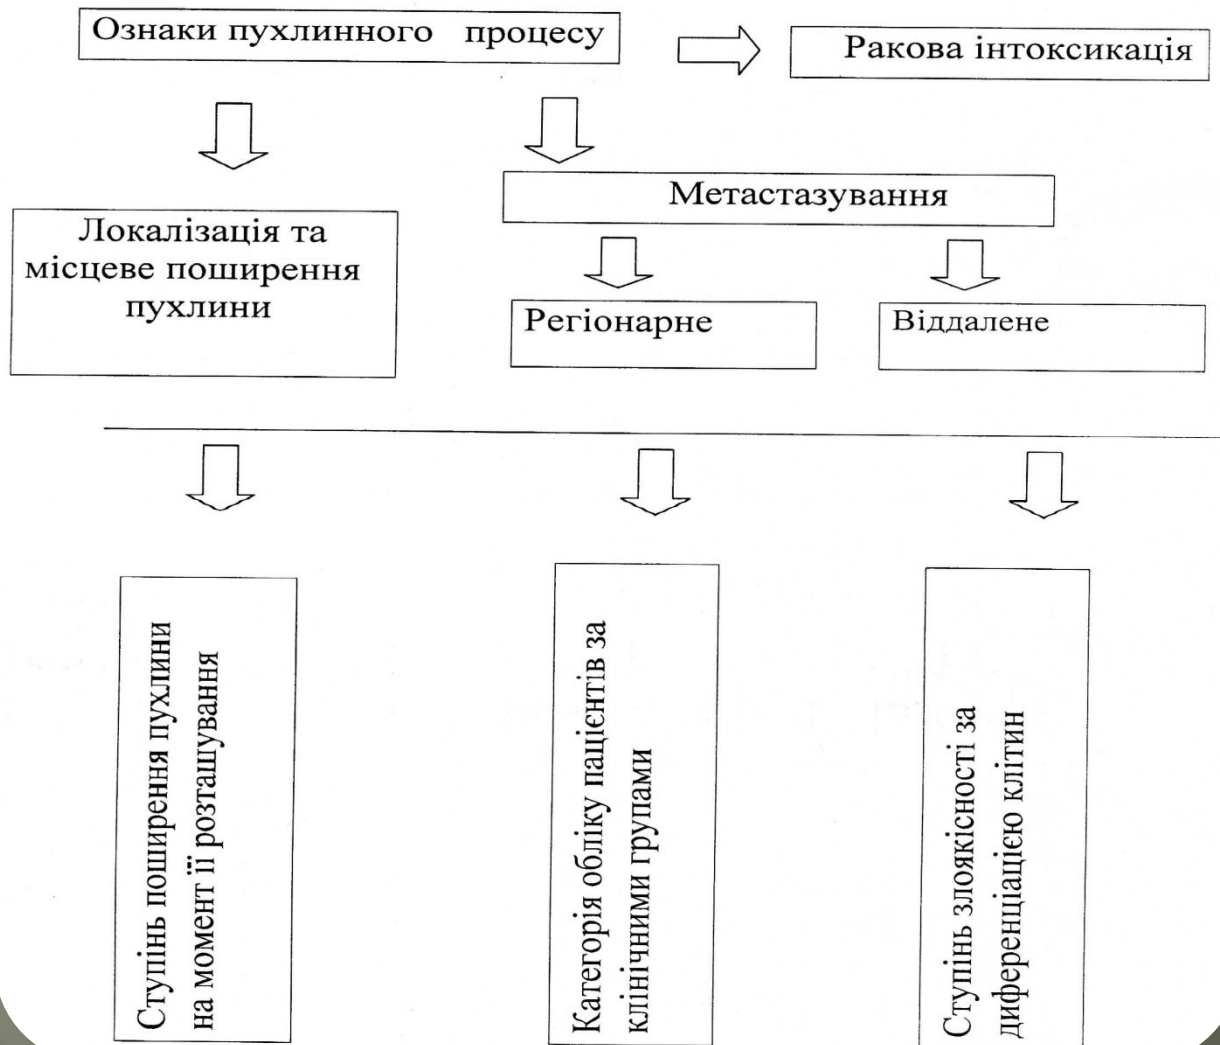 Ознаки пухлинного процесу
Ракова інтоксикація
Метастазування
Локалізація та
місцеве поширення
пухлини
Регіонарне
Віддалене
Ступінь поширення пухлини
на момент її розташування
Категорія обліку пацієнтів за
клінічними групами
Ступінь злоякісності за
диференціацією клітин